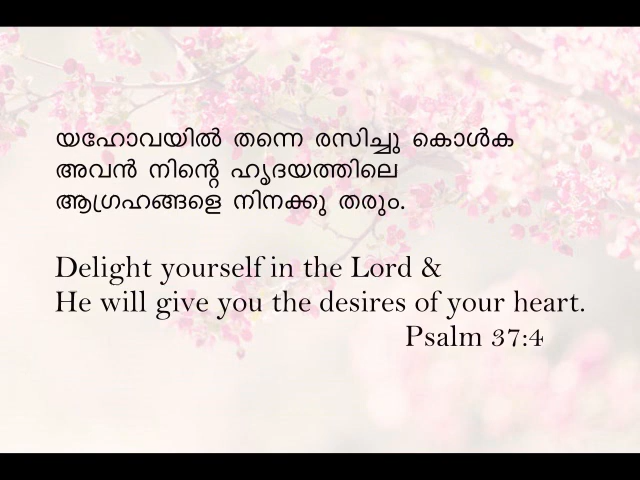 യഹോവയിൽ തന്നെ രസിച്ചു കൊൾക
അവൻ നിന്റെ ഹൃദയത്തിലെ
ആഗ്രഹങ്ങളെ നിനക്കു തരും.
Delight yourself in the Lord &
He will give you the desires of your heart.
Psalm 37:4